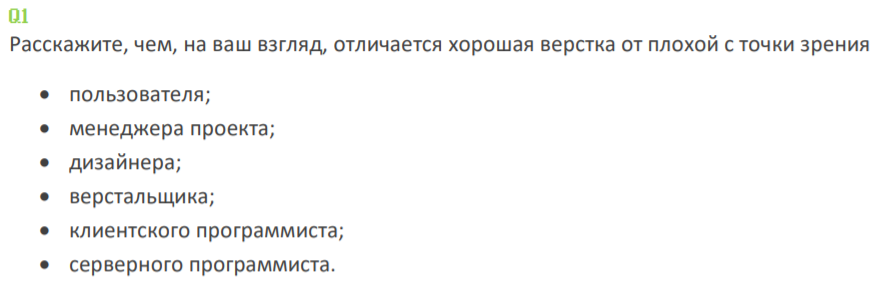 Q1
Расскажите, чем, на ваш взгляд, отличается хорошая верстка от плохой с точки зрения
• пользователя;
• менеджера проекта;
• дизайнера;
• верстальщика;
• клиентского программиста;
• серверного программиста.